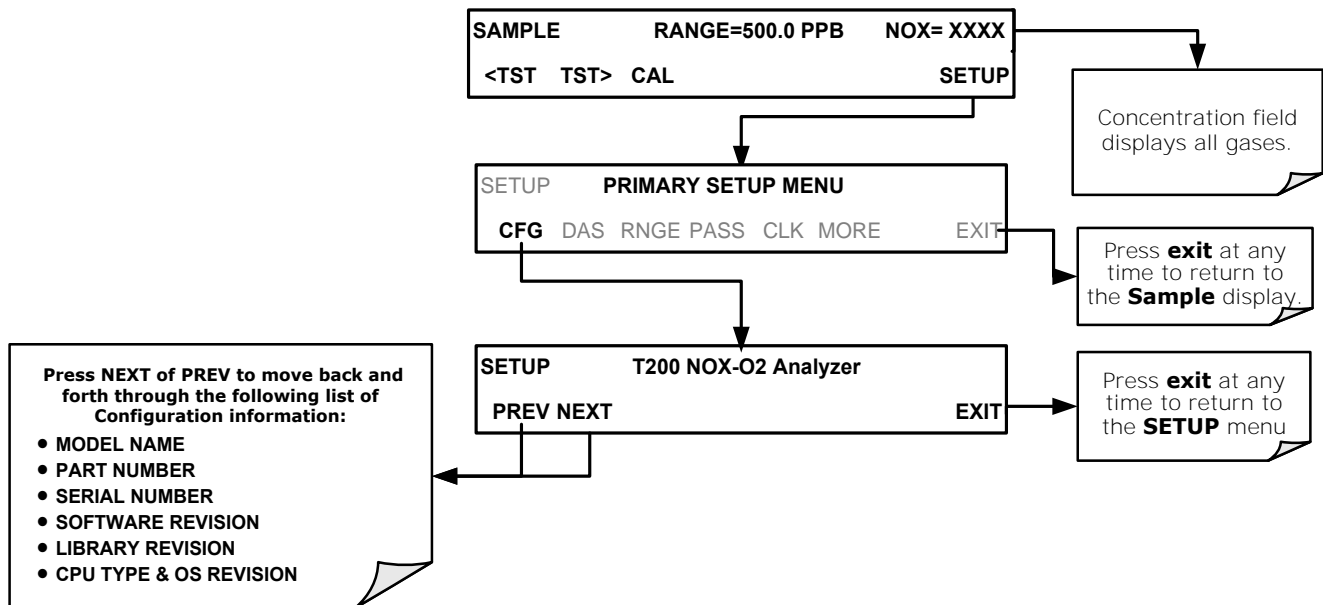 SAMPLE RANGE=500.0 PPB NOX= XXXX
<TST TST> CAL SETUP
Concentration field
displays all gases.
SETUP PRIMARY SETUP MENU
CFG DAS RNGE PASS CLK MORE EXIT
Press exit at any
time to return to
the Sample display.
SETUP T200 NOX-O2 Analyzer
PREV NEXT EXIT
Press exit at any
time to return to
the SETUP menu
Press NEXT of PREV to move back and
forth through the following list of
Configuration information:
• MODEL NAME
• PART NUMBER
• SERIAL NUMBER
• SOFTWARE REVISION
• LIBRARY REVISION
• CPU TYPE & OS REVISION